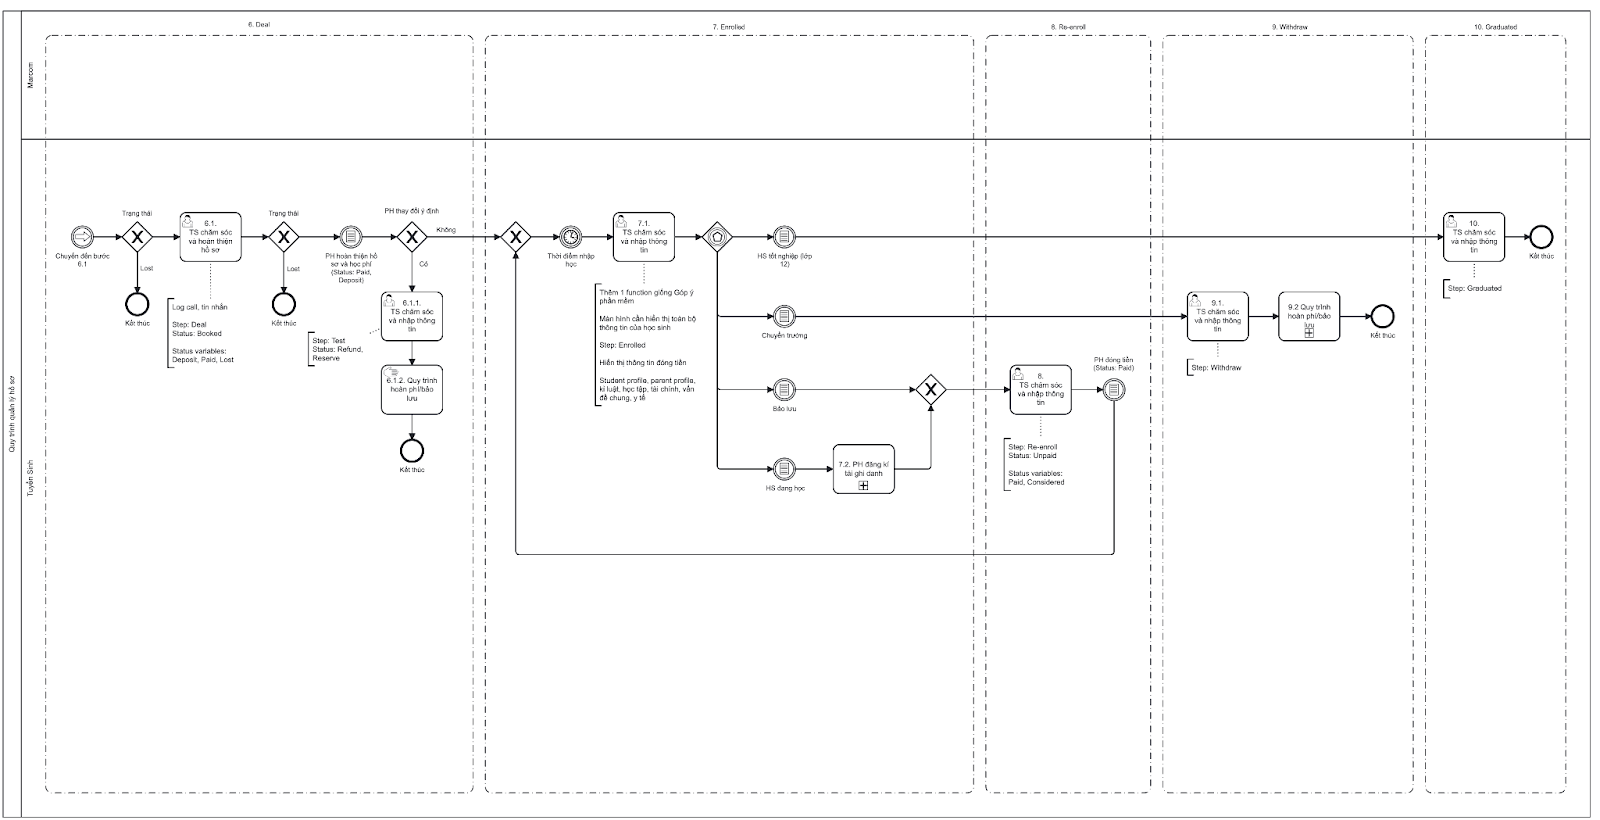 6. Deal
7. Enrolled
8. Re-enroll
9. Withdraw
10. Graduated
Marcom
Quy trình quản lý hồ sơ
Tuyển Sinh
Chuyển đến bước
6.1
Trạng thái
Lost
Kết thúc
6.1.
TS chăm sóc
và hoàn thiện
hồ sơ
Log call, tin nhắn
Step: Deal
Status: Booked
Status variables:
Deposit, Paid, Lost
Trạng thái
Lost
Kết thúc
PH hoàn thiện hồ
sơ và học phí
(Status: Paid,
Deposit)
PH thay đổi ý định
Không
Có
6.1.1.
TS chăm sóc
và nhập thông
tin
Step: Test
Status: Refund,
Reserve
6.1.2. Quy trình
hoàn phí/bảo
lưu
Kết thúc
Thời điểm nhập
học
7.1.
TS chăm sóc
và nhập thông
tin
Thêm 1 function giống Góp ý
phần mềm
Màn hình cần hiển thị toàn bộ
thông tin của học sinh
Step: Enrolled
Hiển thị thông tin đóng tiền
Student profile, parent profile,
kỉ luật, học tập, tài chính, vấn
đề chung, y tế
HS tốt nghiệp (lớp
12)
Chuyển trường
Bảo lưu
HS đang học
7.2. PH đăng kí
tái ghi danh
8.
TS chăm sóc
và nhập thông
tin
Step: Re-enroll
Status: Unpaid
Status variables:
Paid, Considered
PH đóng tiền
(Status: Paid)
9.1.
TS chăm sóc
và nhập thông
tin
Step: Withdraw
9.2 Quy trình
hoàn phí/bảo
lưu
Kết thúc
10.
TS chăm sóc
và nhập thông
tin
Step: Graduated
Kết thúc